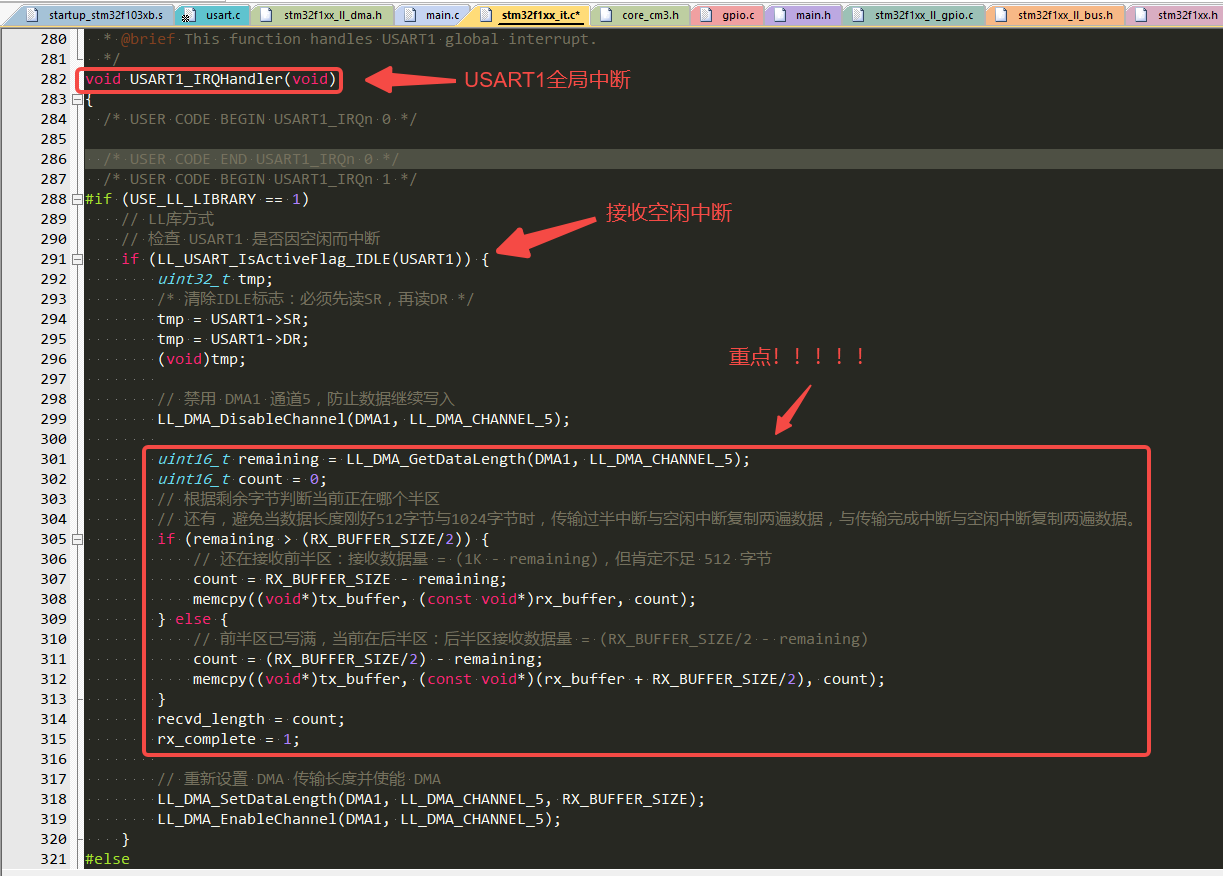 startup_stm32f103xb.s usart.c stm32f1xx_ll_dma.h main.c stm32f1xx_it.c* core_cm3.h gpio.c main.h stm32f1xx_ll_gpio.c stm32f1xx_ll_bus.h stm32f1xx.h
280 * @brief This function handles USART1 global interrupt.
281 */
282 void USART1_IRQHandler(void) USART1全局中断
283 {
284 /* USER CODE BEGIN USART1_IRQn 0 */
285
286 /* USER CODE END USART1_IRQn 0 */
287 /* USER CODE BEGIN USART1_IRQn 1 */
288 #if (USE_LL_LIBRARY == 1)
289 // LL库方式
接收空闲中断
290 // 检查 USART1 是否因空闲而中断
291 if (LL_USART_IsActiveFlag_IDLE(USART1)) {
292 uint32_t tmp;
293 /* 清除IDLE标志：必须先读SR，再读DR */
294 tmp = USART1->SR;
295 tmp = USART1->DR;
296 (void)tmp;
重点！！！！！
297
298 // 禁用 DMA1 通道5，防止数据继续写入
299 LL_DMA_DisableChannel(DMA1, LL_DMA_CHANNEL_5);
300
301 uint16_t remaining = LL_DMA_GetDataLength(DMA1, LL_DMA_CHANNEL_5);
302 uint16_t count = 0;
303 // 根据剩余字节判断当前正在哪个半区
304 // 还有，避免当数据长度刚好512字节与1024字节时，传输过半中断与空闲中断复制两遍数据，与传输完成中断与空闲中断复制两遍数据。
305 if (remaining > (RX_BUFFER_SIZE/2)) {
306 // 还在接收前半区：接收数据量 = (1K - remaining)，但肯定不足 512 字节
307 count = RX_BUFFER_SIZE - remaining;
308 memcpy((void*)tx_buffer, (const void*)rx_buffer, count);
309 } else {
310 // 前半区已写满，当前在后半区：后半区接收数据量 = (RX_BUFFER_SIZE/2 - remaining)
311 count = (RX_BUFFER_SIZE/2) - remaining;
312 memcpy((void*)tx_buffer, (const void*)(rx_buffer + RX_BUFFER_SIZE/2), count);
313 }
314 recvd_length = count;
315 rx_complete = 1;
316
317 // 重新设置 DMA 传输长度并使能 DMA
318 LL_DMA_SetDataLength(DMA1, LL_DMA_CHANNEL_5, RX_BUFFER_SIZE);
319 LL_DMA_EnableChannel(DMA1, LL_DMA_CHANNEL_5);
320 }
321 #else